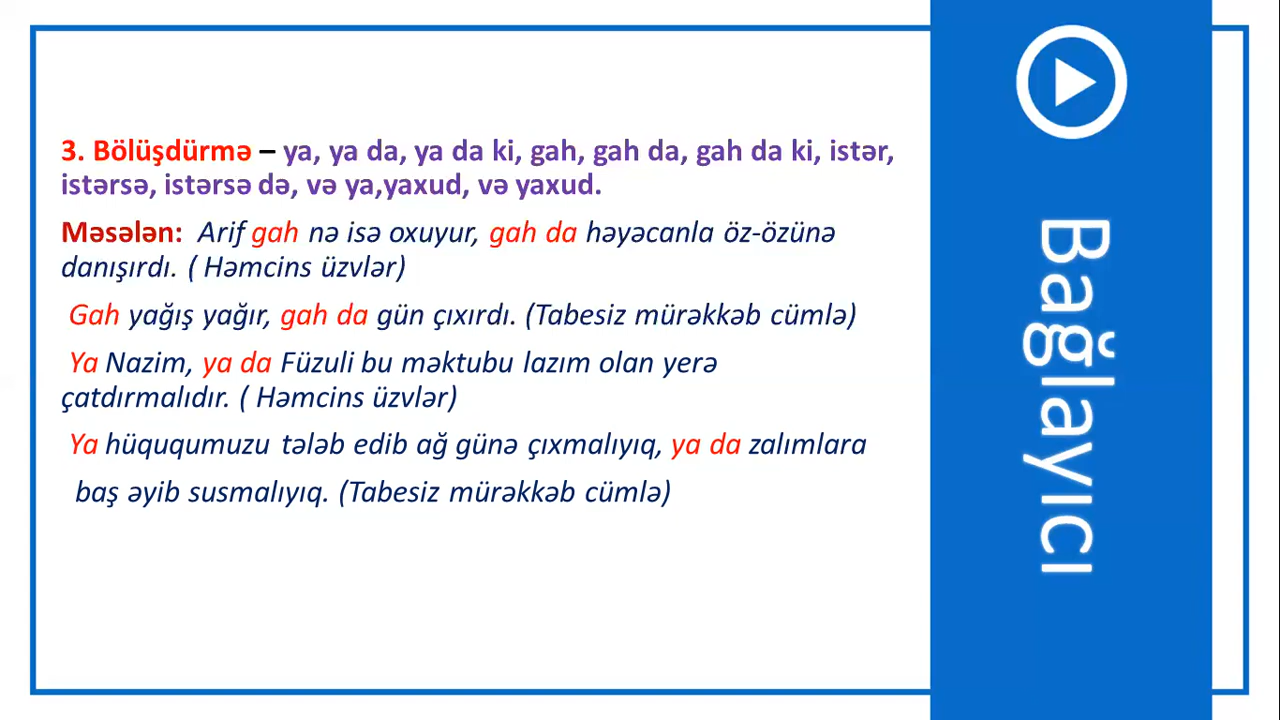 3. Bölüşdürmə – ya, ya da, ya da ki, gah, gah da, gah da ki, istər,
istərsə, istərsə də, və ya,yaxud, və yaxud.
Məsələn: Arif gah nə isə oxuyur, gah da həyəcanla öz-özünə
danışırdı. ( Həmcins üzvlər)
Gah yağış yağır, gah da gün çıxırdı. (Tabesiz mürəkkəb cümlə)
Ya Nazim, ya da Füzuli bu məktubu lazım olan yerə
çatdırmalıdır. ( Həmcins üzvlər)
Ya hüququmuzu tələb edib ağ günə çıxmalıyıq, ya da zalımlara
baş əyib susmalıyıq. (Tabesiz mürəkkəb cümlə)
Bağlayıcı